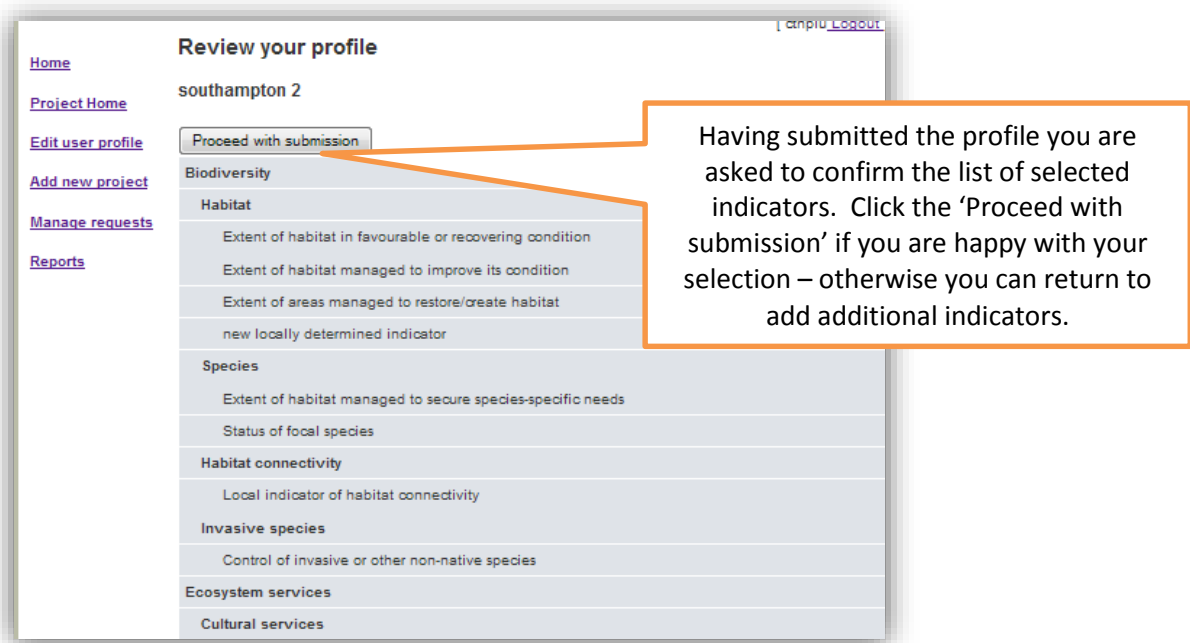 Logout
Review your profile
southampton 2
Home
Project Home
Edit user profile
Add new project
Manage requests
Reports
Proceed with submission
Biodiversity
Habitat
Extent of habitat in favourable or recovering condition
Extent of habitat managed to improve its condition
Extent of areas managed to restore/create habitat
new locally determined indicator
Species
Extent of habitat managed to secure species-specific needs
Status of focal species
Habitat connectivity
Local indicator of habitat connectivity
Invasive species
Control of invasive or other non-native species
Ecosystem services
Cultural services
Having submitted the profile you are
asked to confirm the list of selected
indicators.  Click the ‘Proceed with
submission’ if you are happy with your
selection – otherwise you can return to
add additional indicators.